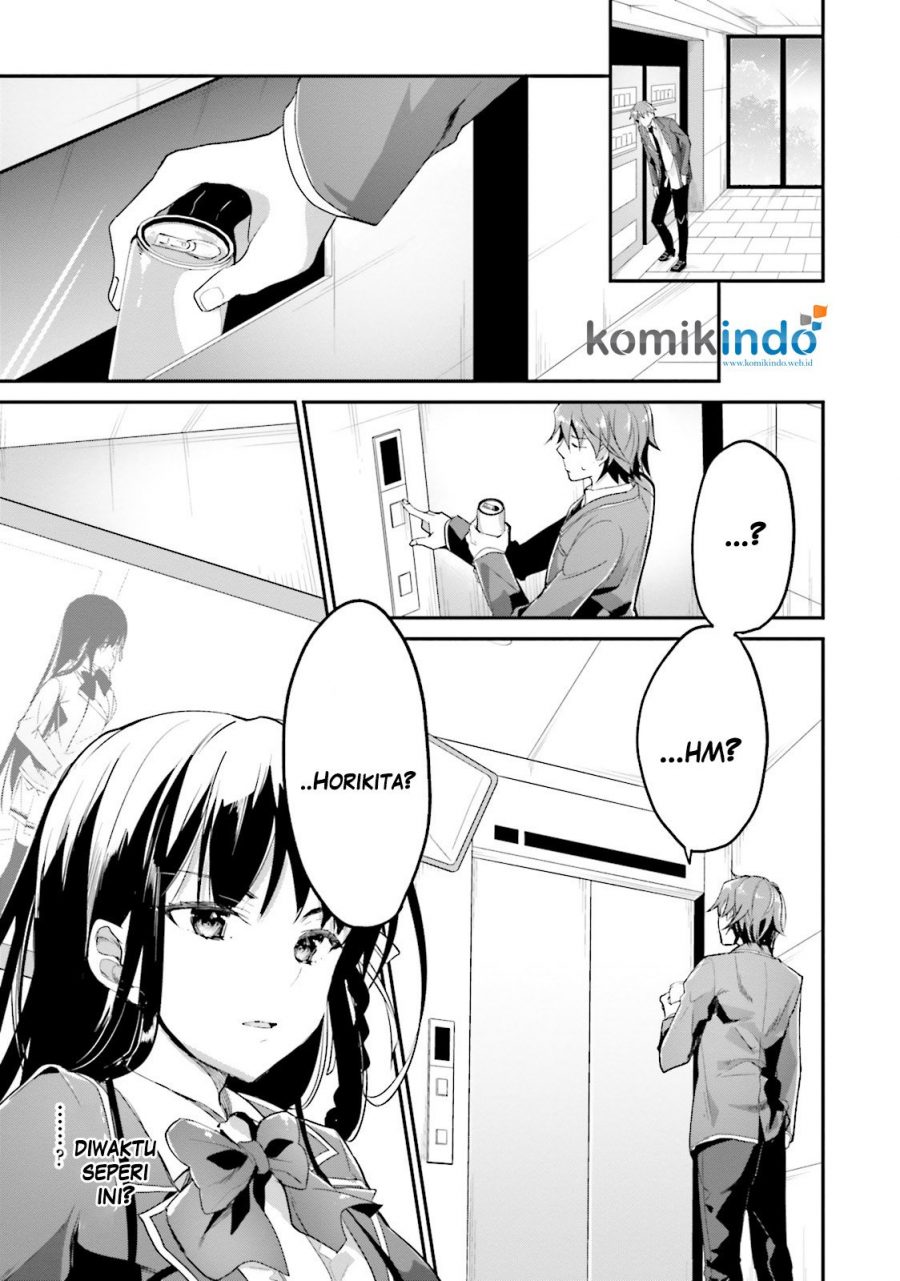 komikindo
www.komikindo.web.id
...?
...HM?
..HORIKITA?
.......?
DIWAKTU
SEPERI
INI?